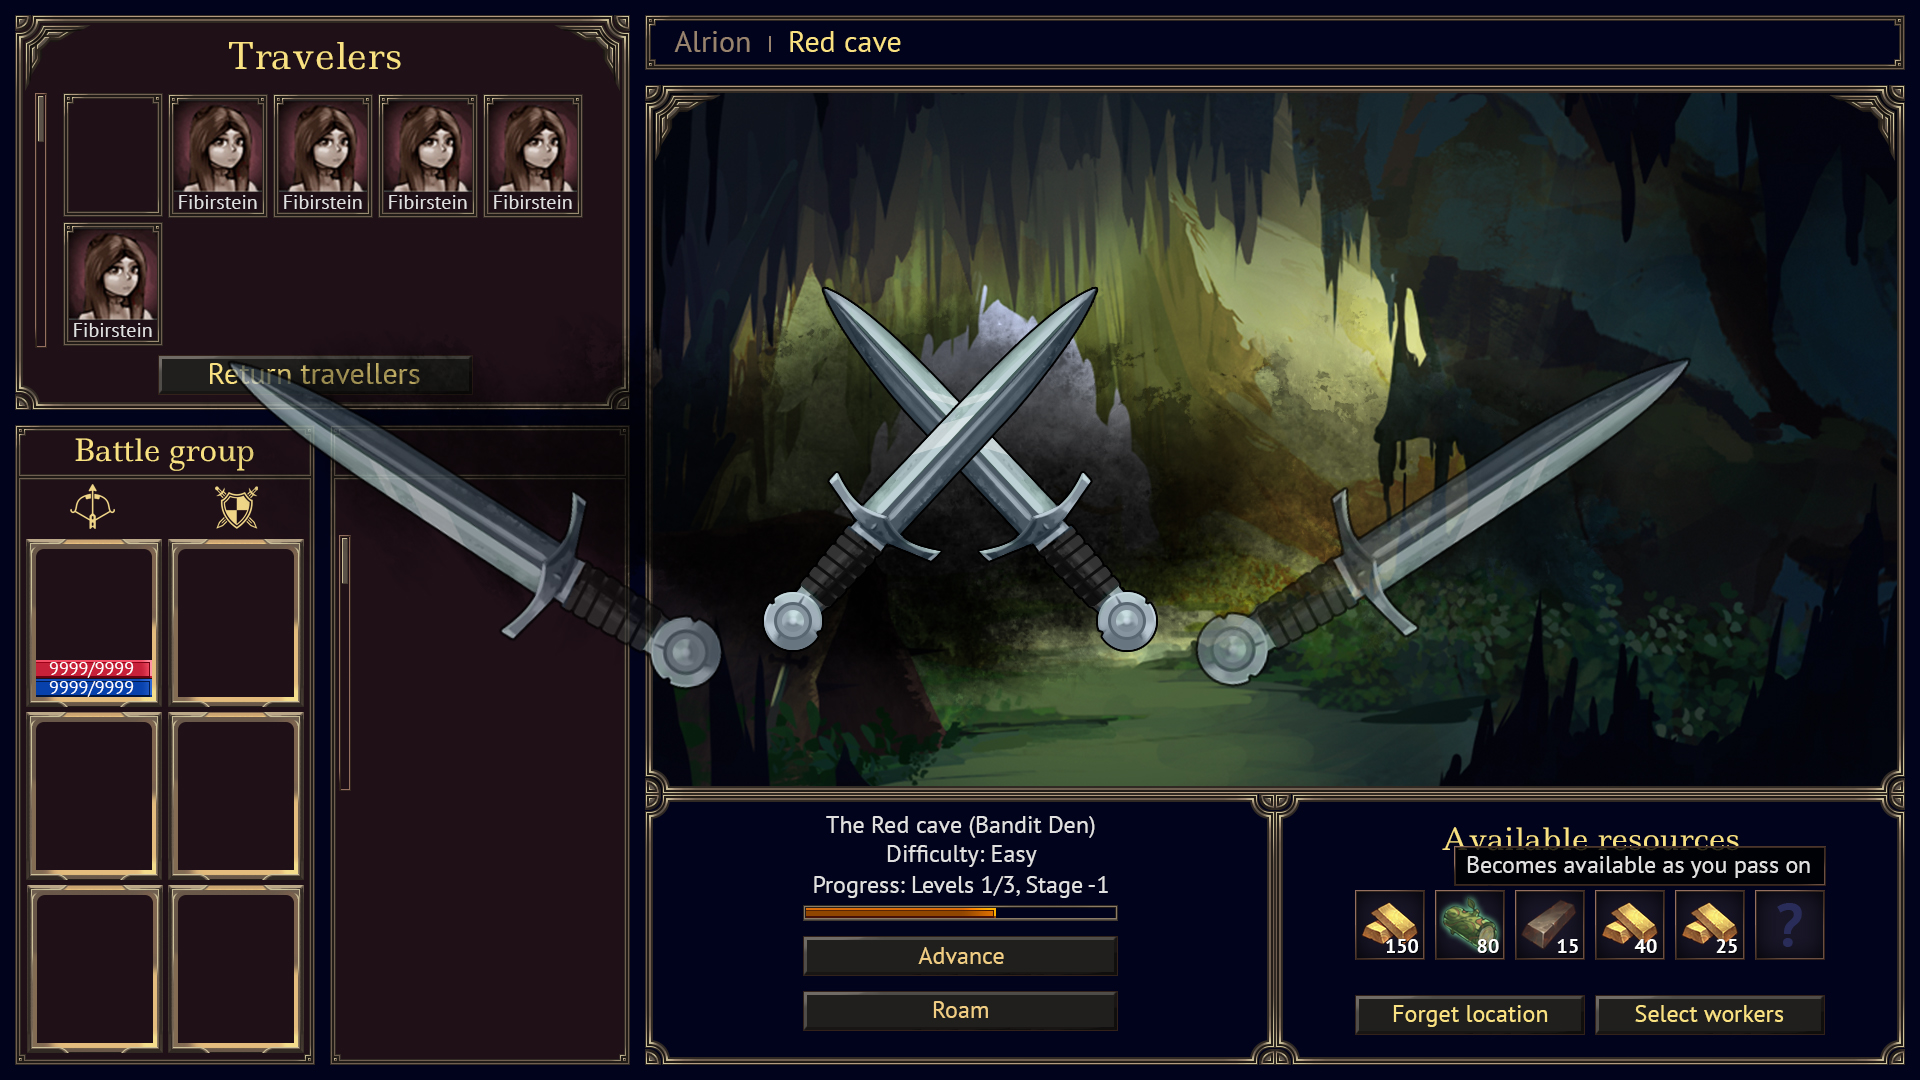 Travelers
Fibirstein
Fibirstein
Fibirstein
Fibirstein
Fibirstein
Return travellers
Battle group
9999/9999
9999/9999
Alrion | Red cave
The Red cave (Bandit Den)
Difficulty: Easy
Progress: Levels 1/3, Stage -1
Advance
Roam
Available resources
Becomes available as you pass on
150
80
15
40
25
?
Forget location
Select workers